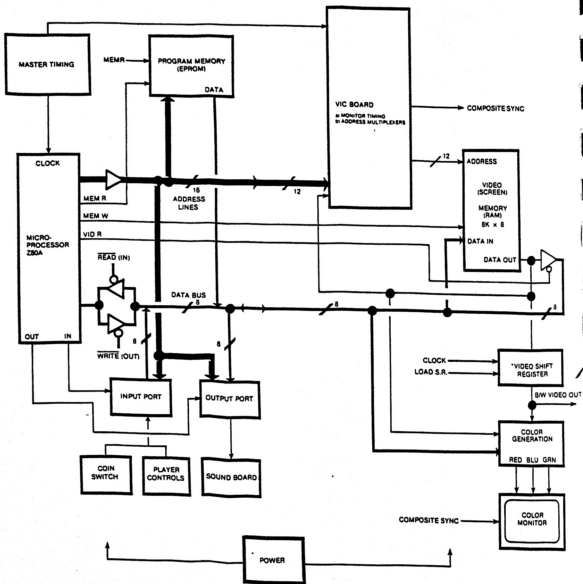 MASTER TIMING
MEMR
PROGRAM MEMORY
(EPROM)
DATA
VIC BOARD
a) MONITOR TIMING
b) ADDRESS MULTIPLEXERS
COMPOSITE SYNC
CLOCK
MICRO-
PROCESSOR
Z80A
OUT
IN
MEM R
MEM W
VID R
16
ADDRESS
LINES
12
12
ADDRESS
VIDEO
(SCREEN)
MEMORY
(RAM)
8K × 8
DATA IN
DATA OUT
READ (IN)
WRITE (OUT)
DATA BUS
8
8
8
8
8
INPUT PORT
OUTPUT PORT
COIN
SWITCH
PLAYER
CONTROLS
SOUND BOARD
CLOCK
LOAD S.R.
*VIDEO SHIFT
REGISTER
B/W VIDEO OUT
COLOR
GENERATION
RED BLU GRN
COMPOSITE SYNC
COLOR
MONITOR
POWER